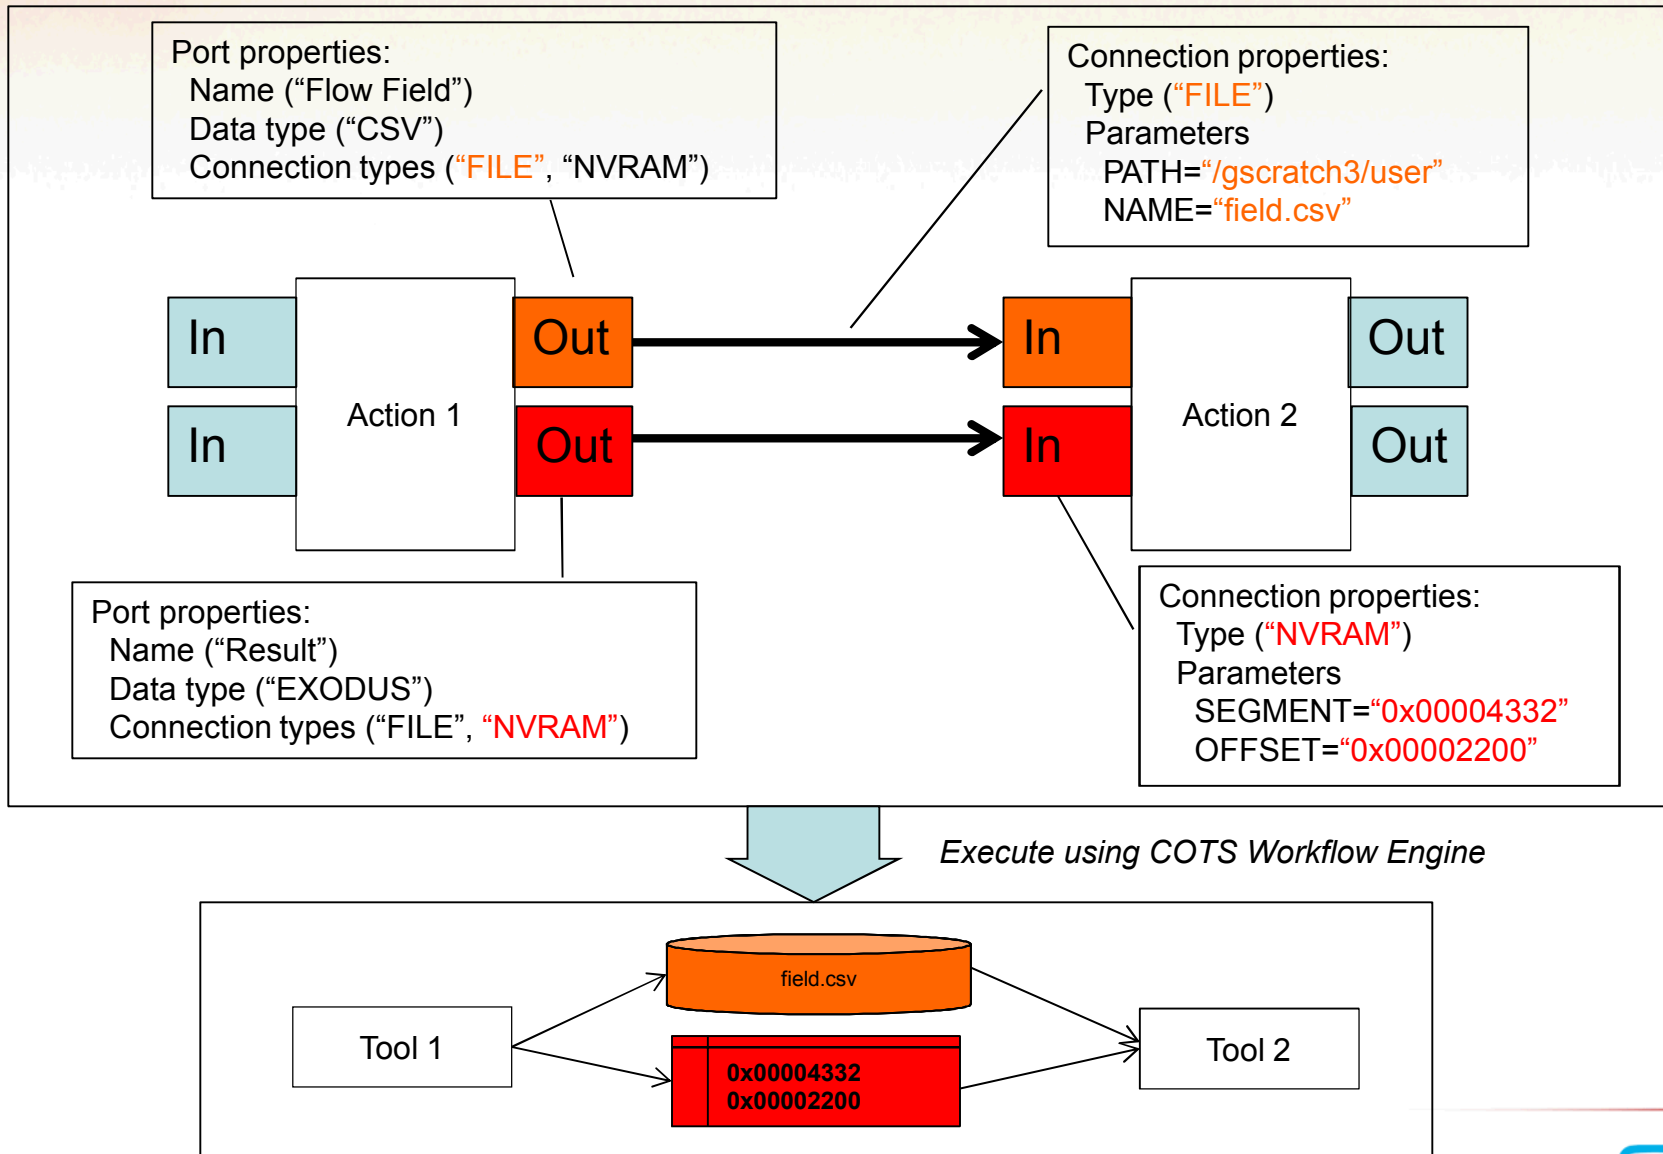 Port properties:
Name (“Flow Field”)
Data type (“CSV”)
Connection types (“FILE”, “NVRAM”)
Connection properties:
Type (“FILE”)
Parameters
PATH=“/gscratch3/user”
NAME=“field.csv”
In
Out
In
Out
Action 1
Action 2
In
Out
In
Out
Port properties:
Name (“Result”)
Data type (“EXODUS”)
Connection types (“FILE”, “NVRAM”)
Connection properties:
Type (“NVRAM”)
Parameters
SEGMENT=“0x00004332”
OFFSET=“0x00002200”
Execute using COTS Workflow Engine
field.csv
Tool 1
Tool 2
0x00004332
0x00002200